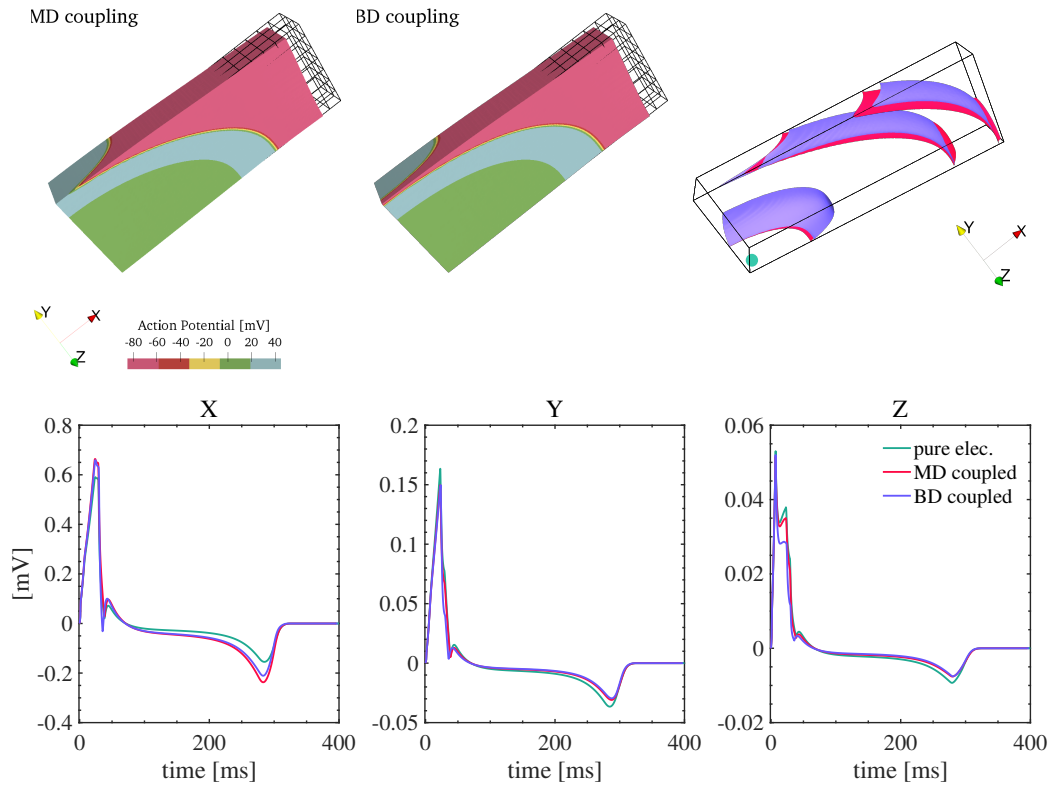 MD coupling
BD coupling
Y
X
Z
Y
X
Z
Action Potential [mV]
-80 -60 -40 -20 0 20 40
X
Y
Z
0.8
0.6
0.4
0.2
0
-0.2
-0.4
[mV]
0 200 400
time [ms]
0.2
0.15
0.1
0.05
0
-0.05
0 200 400
time [ms]
0.06
0.04
0.02
0
-0.02
0 200 400
time [ms]
pure elec.
MD coupled
BD coupled